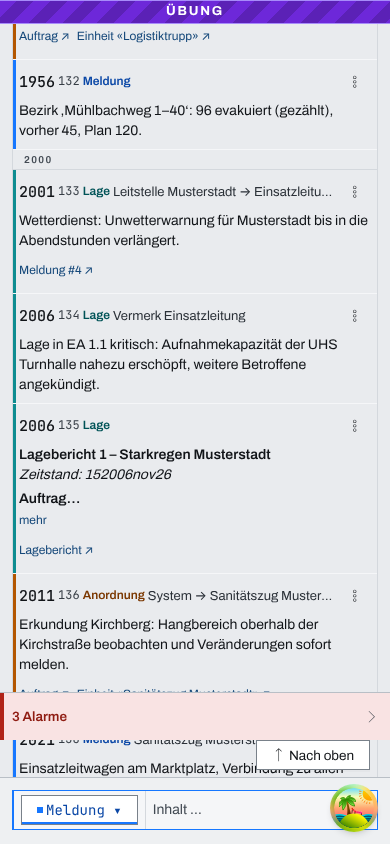 ÜBUNG
Auftrag ↗ Einheit «Logistiktrupp» ↗
1956 132 Meldung
Bezirk ‚Mühlbachweg 1–40‘: 96 evakuiert (gezählt),
vorher 45, Plan 120.
2000
2001 133 Lage Leitstelle Musterstadt → Einsatzleitu...
Wetterdienst: Unwetterwarnung für Musterstadt bis in die
Abendstunden verlängert.
Meldung #4 ↗
2006 134 Lage Vermerk Einsatzleitung
Lage in EA 1.1 kritisch: Aufnahmekapazität der UHS
Turnhalle nahezu erschöpft, weitere Betroffene
angekündigt.
2006 135 Lage
Lagebericht 1 – Starkregen Musterstadt
Zeitstand: 152006nov26
Auftrag...
mehr
Lagebericht ↗
2011 136 Anordnung System → Sanitätszug Muster...
Erkundung Kirchberg: Hangbereich oberhalb der
Kirchstraße beobachten und Veränderungen sofort
melden.
Auftrag ↗ Einheit «Sanitätszug Musterstadt» ↗
3 Alarme
2021 Meldung Sanitätszug Musterst
↑ Nach oben
Einsatzleitwagen am Marktplatz, Verbindung zu allen
Meldung ▾ Inhalt ...